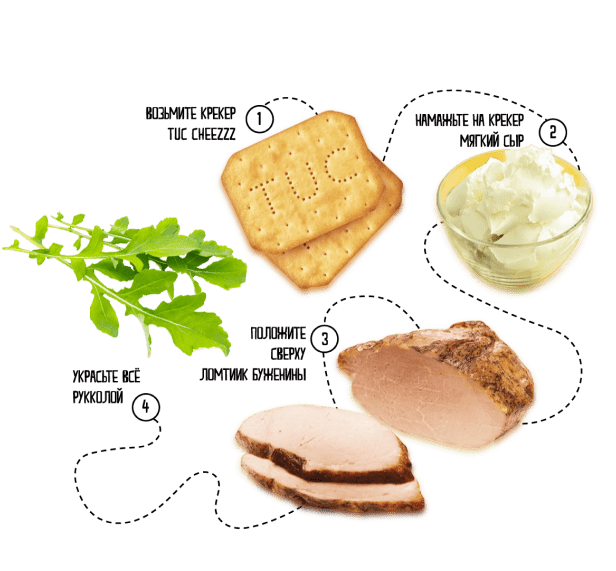 ВОЗЬМИТЕ КРЕКЕР
TUC CHEEZZZ
1
TUC
НАМАЖЬТЕ НА КРЕКЕР
МЯГКИЙ СЫР
2
ПОЛОЖИТЕ
СВЕРХУ
ЛОМТИИК БУЖЕНИНЫ
3
УКРАСЬТЕ ВСЁ
РУККОЛОЙ
4